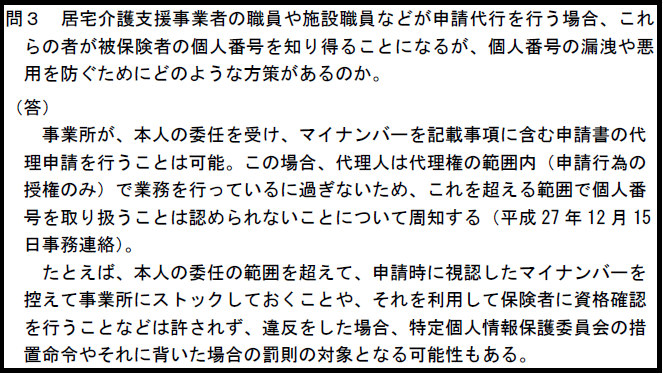 問３　居宅介護支援事業者の職員や施設職員などが申請代行を行う場合、これ
らの者が被保険者の個人番号を知り得ることになるが、個人番号の漏洩や悪
用を防ぐためにどのような方策があるのか。
（答）
　事業所が、本人の委任を受け、マイナンバーを記載事項に含む申請書の代
理申請を行うことは可能。この場合、代理人は代理権の範囲内（申請行為の
授権のみ）で業務を行っているに過ぎないため、これを超える範囲で個人番
号を取り扱うことは認められないことについて周知する（平成 27 年 12 月 15
日事務連絡）。
　たとえば、本人の委任の範囲を超えて、申請時に視認したマイナンバーを
控えて事業所にストックしておくことや、それを利用して保険者に資格確認
を行うことなどは許されず、違反をした場合、特定個人情報保護委員会の措
置命令やそれに背いた場合の罰則の対象となる可能性もある。